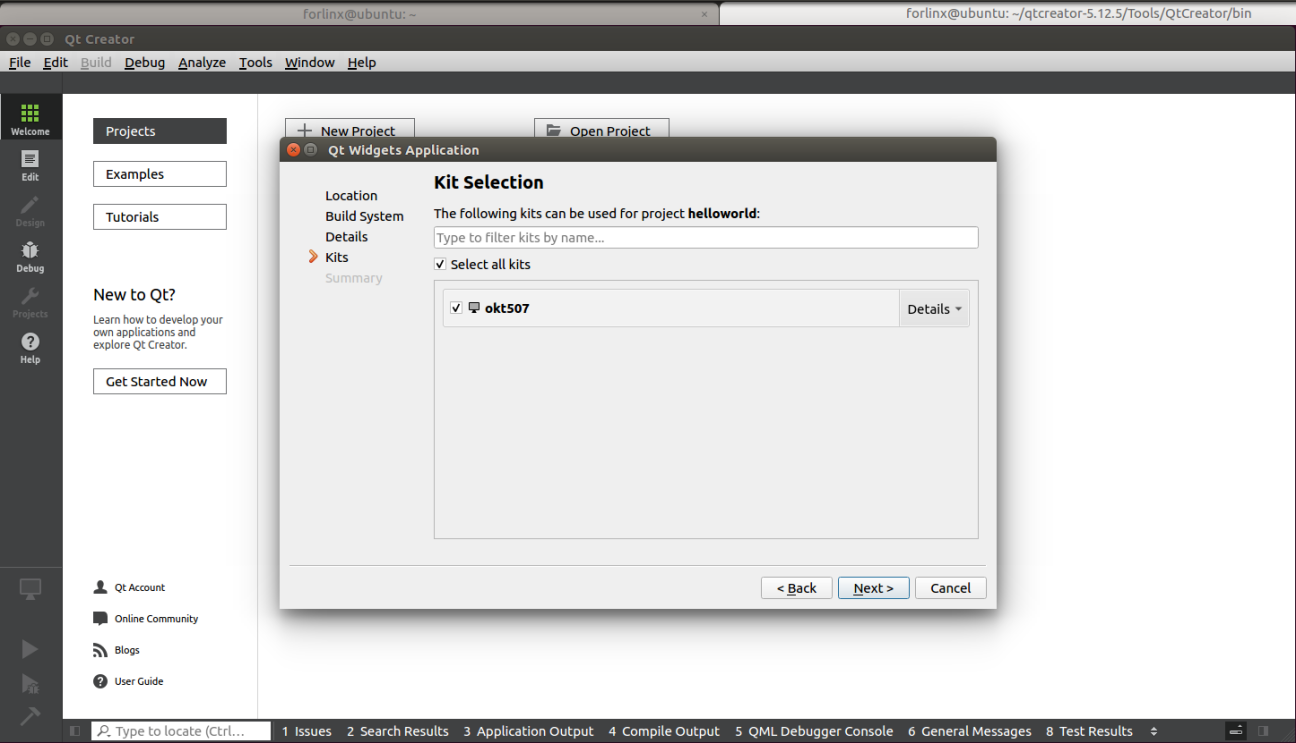 forlinx@ubuntu: ~ ×
forlinx@ubuntu: ~/qtcreator-5.12.5/Tools/QtCreator/bin
Qt Creator
File Edit Build Debug Analyze Tools Window Help
Welcome
Edit
Design
Debug
Projects
Help
Projects
Examples
Tutorials
New to Qt?
Learn how to develop your
own applications and
explore Qt Creator.
Get Started Now
Qt Account
Online Community
Blogs
User Guide
New Project
Open Project
Qt Widgets Application
Location
Build System
Details
Kits
Summary
Kit Selection
The following kits can be used for project helloworld:
Type to filter kits by name...
Select all kits
okt507
Details
< Back
Next >
Cancel
Type to locate (Ctrl...
1 Issues 2 Search Results 3 Application Output 4 Compile Output 5 QML Debugger Console 6 General Messages 8 Test Results